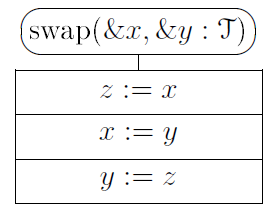 swap(&x, &y : 𝒯)
z := x
x := y
y := z